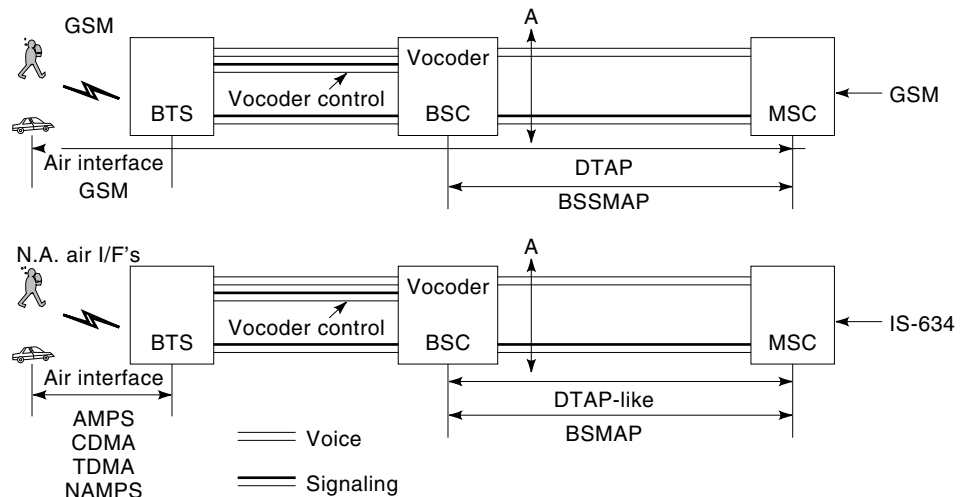 GSM
A
Vocoder
Vocoder control
BTS
BSC
MSC
GSM
Air interface
GSM
DTAP
BSSMAP
N.A. air I/F's
A
Vocoder
Vocoder control
BTS
BSC
MSC
IS-634
Air interface
AMPS
CDMA
TDMA
NAMPS
DTAP-like
BSMAP
Voice
Signaling